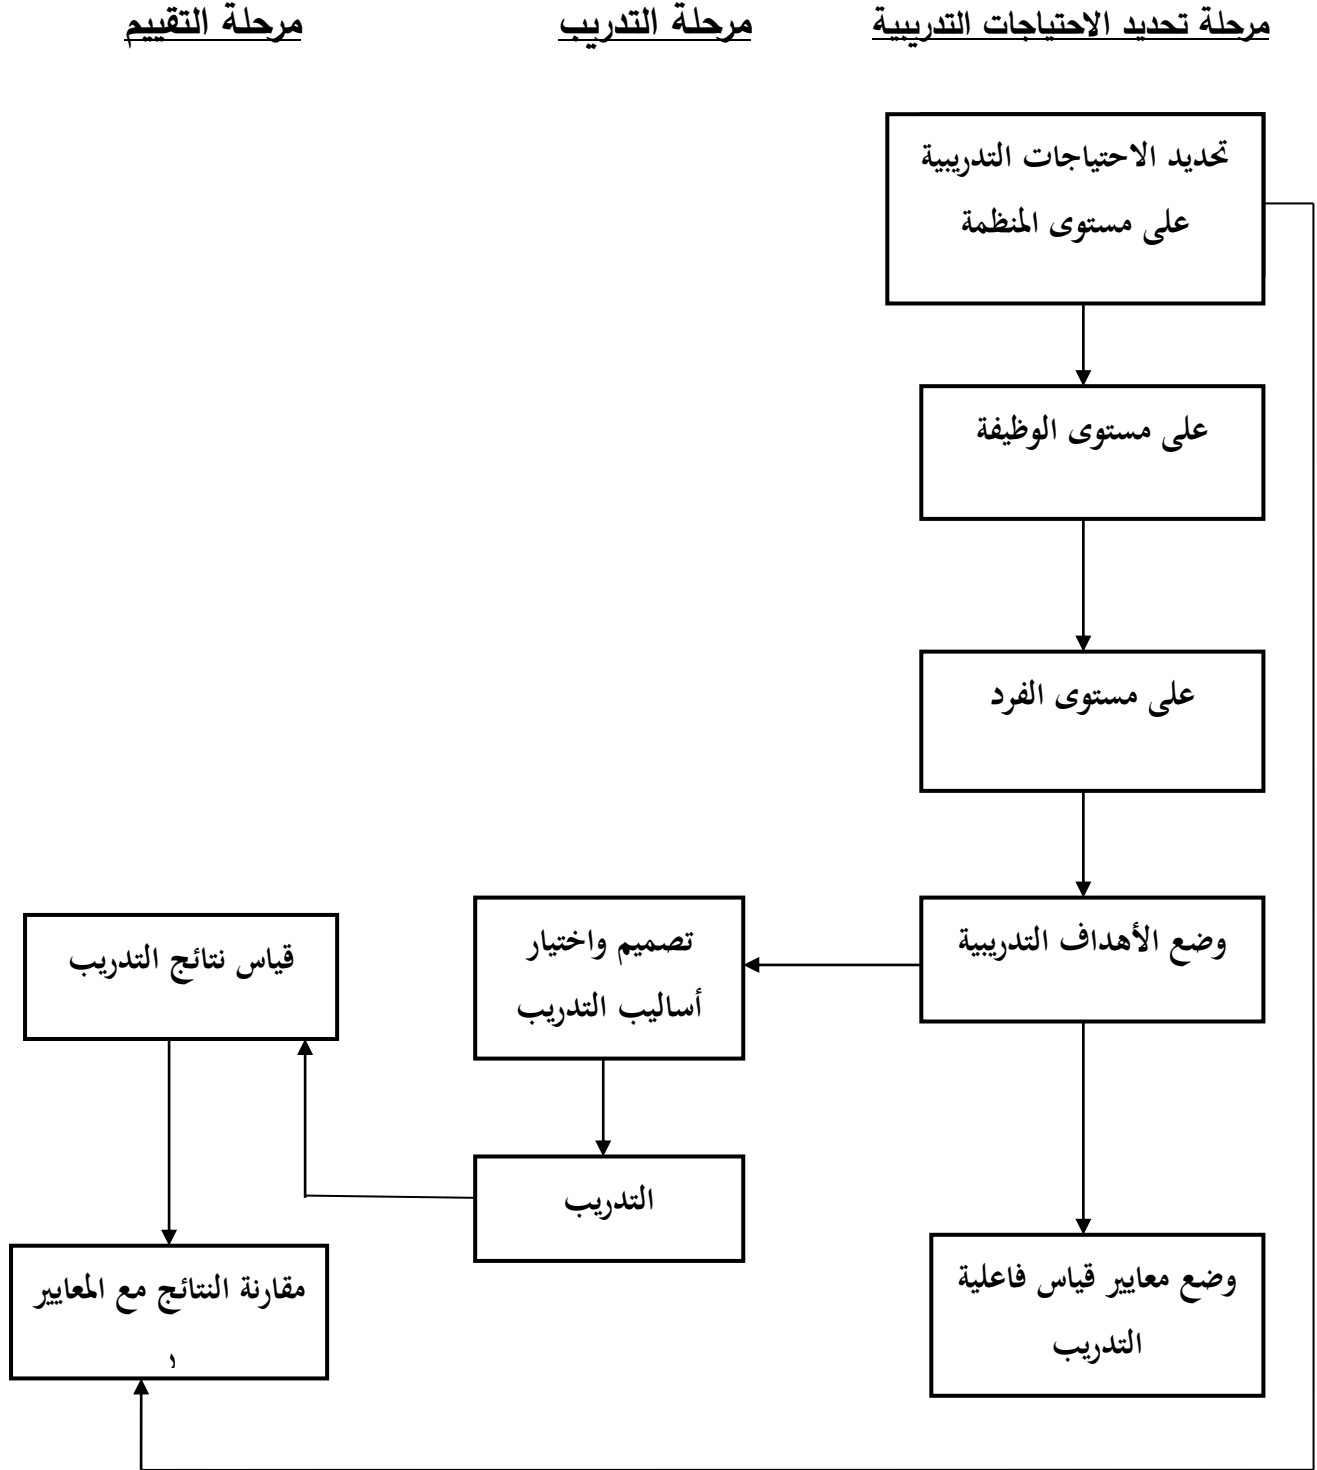 مرحلة تحديد الاحتياجات التدريبية
مرحلة التدريب
مرحلة التقييم
تحديد الاحتياجات التدريبية
على مستوى المنظمة
على مستوى الوظيفة
على مستوى الفرد
وضع الأهداف التدريبية
تصميم واختيار
أساليب التدريب
قياس نتائج التدريب
التدريب
وضع معايير قياس فاعلية
التدريب
مقارنة النتائج مع المعايير